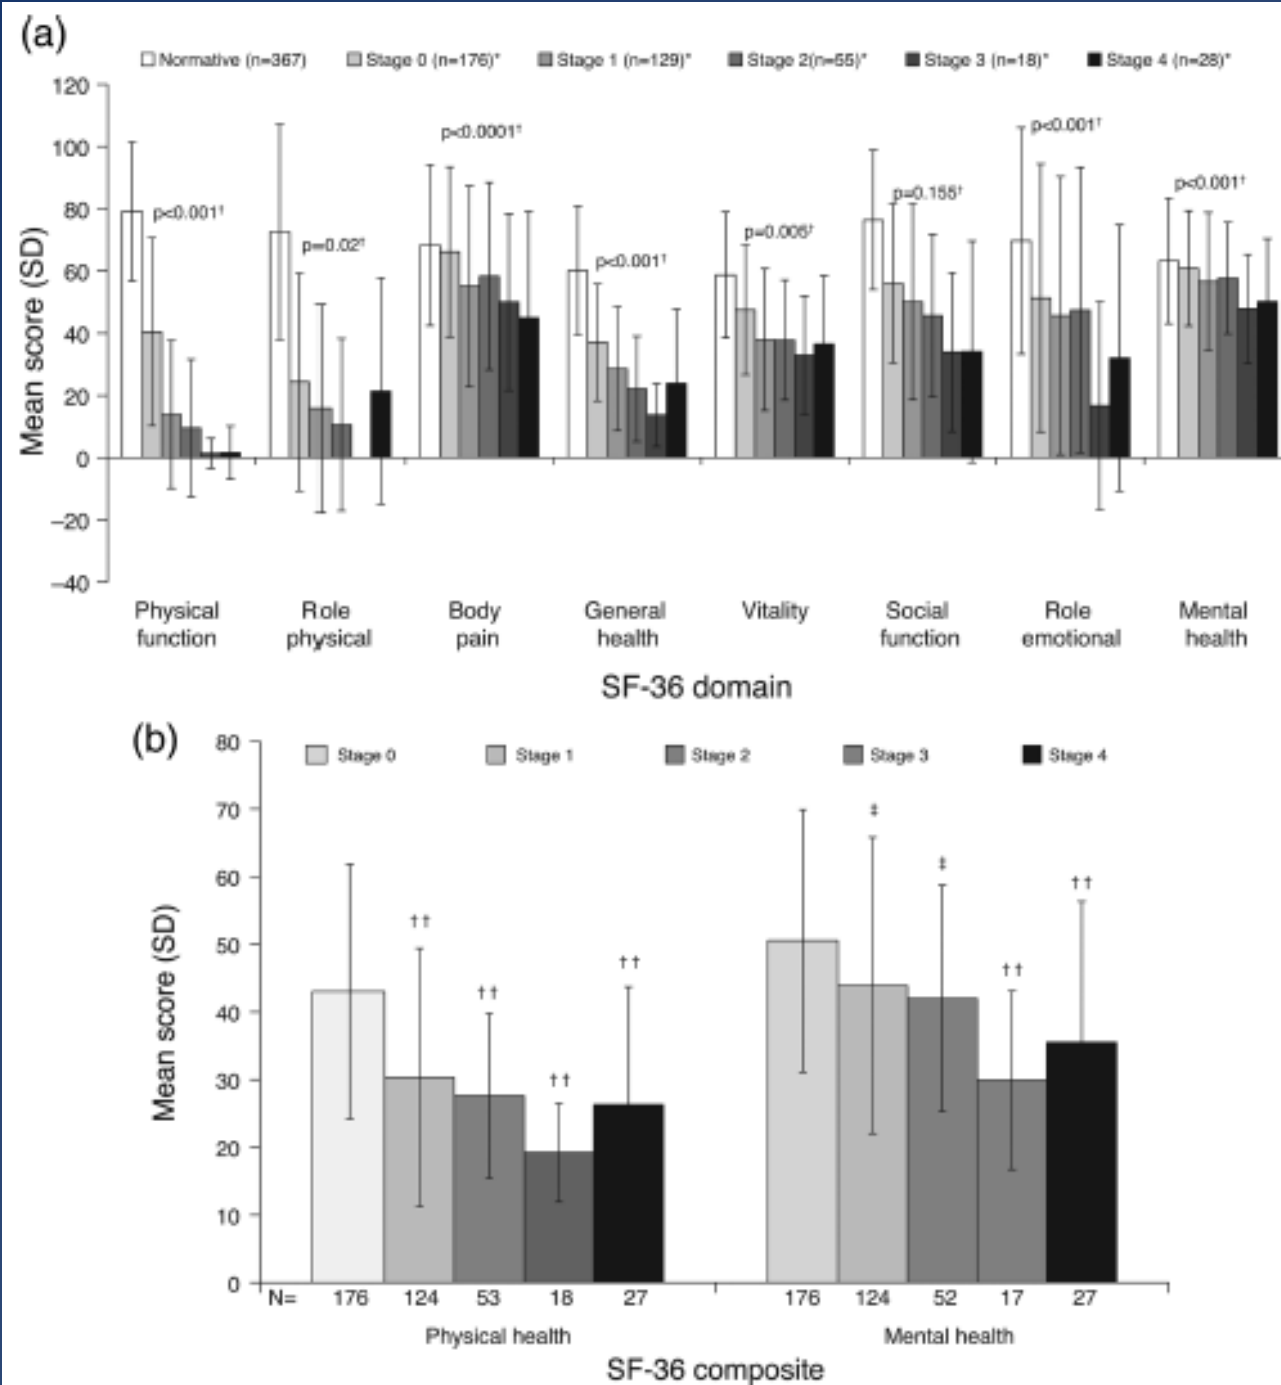 (a)
Normative (n=367) Stage 0 (n=176)* Stage 1 (n=129)* Stage 2(n=55)* Stage 3 (n=18)* Stage 4 (n=28)*
120
100
80
60
40
20
0
–20
–40
Mean score (SD)
p<0.001†
p=0.02†
p<0.0001†
p<0.001†
p=0.005†
p=0.155†
p<0.001†
p<0.001†
Physical function
Role physical
Body pain
General health
Vitality
Social function
Role emotional
Mental health
SF-36 domain
(b)
Stage 0 Stage 1 Stage 2 Stage 3 Stage 4
80
70
60
50
40
30
20
10
0
Mean score (SD)
††
††
††
††
‡
‡
††
††
N= 176 124 53 18 27 176 124 52 17 27
Physical health Mental health
SF-36 composite